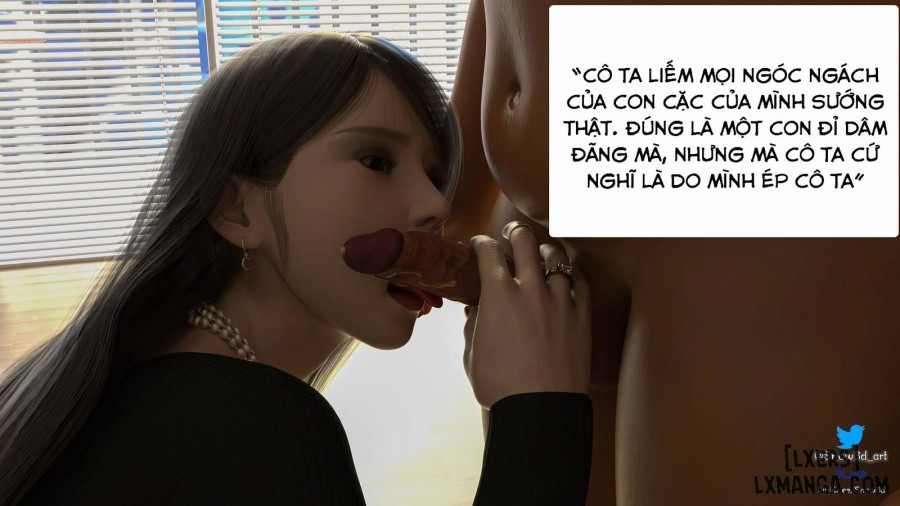 "CÔ TA LIẾM MỌI NGÓC NGÁCH
CỦA CON CẶC CỦA MÌNH SƯỚNG
THẬT. ĐÚNG LÀ MỘT CON ĐĨ DÂM
ĐÃNG MÀ, NHƯNG MÀ CÔ TA CỨ
NGHĨ LÀ DO MÌNH ÉP CÔ TA"
[LXERS]
LXMANGA.COM